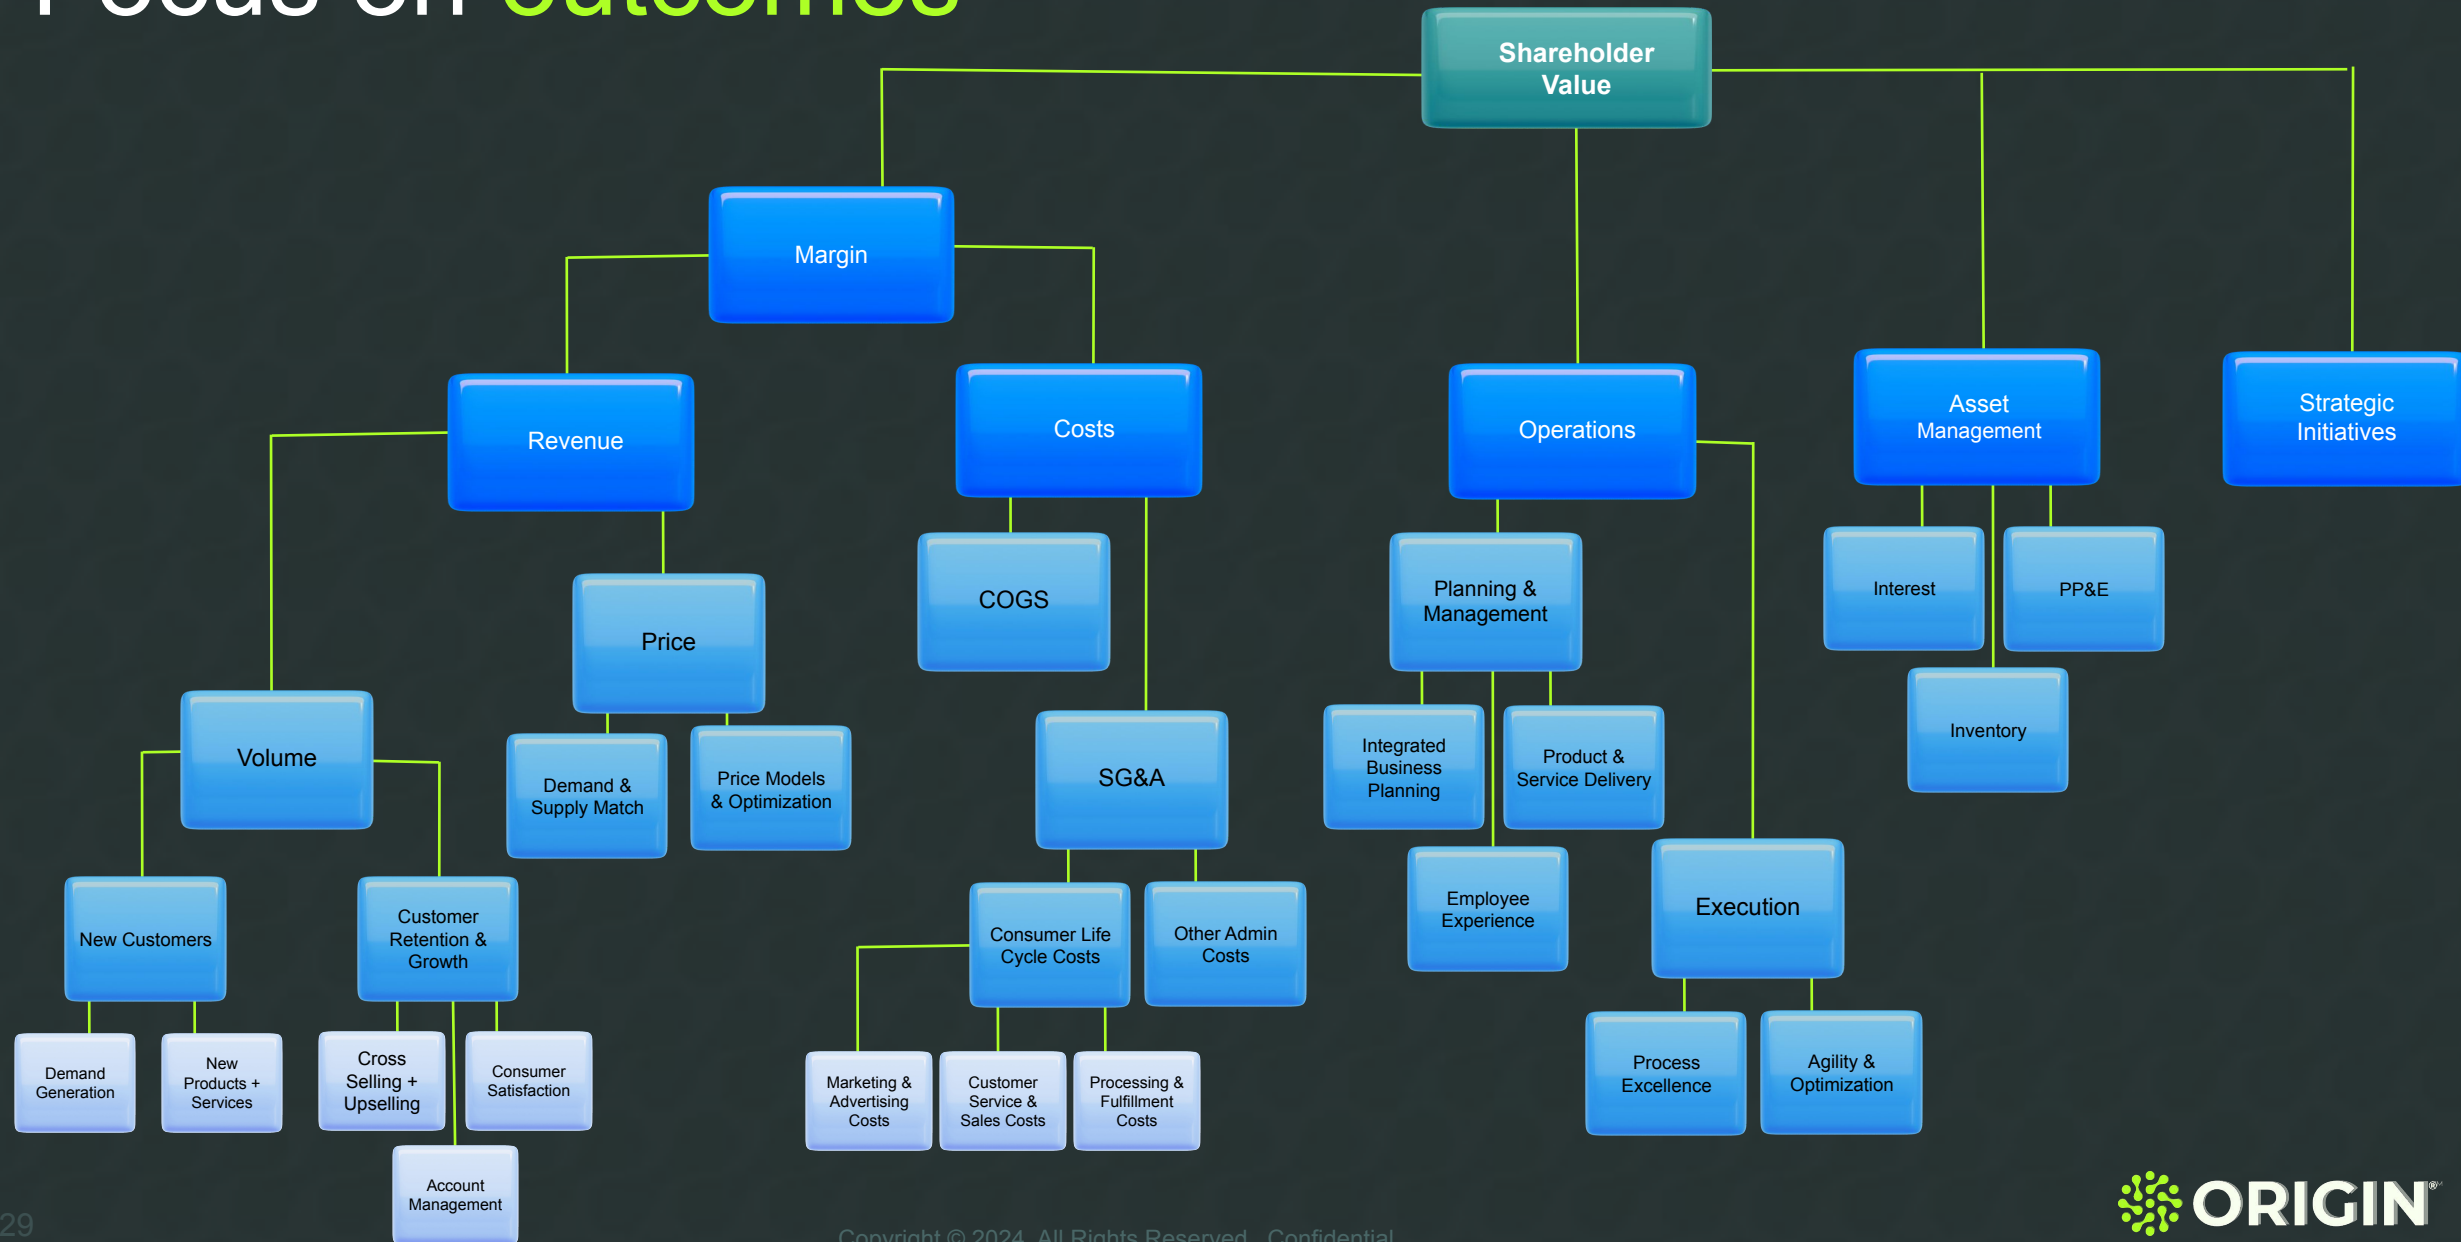 Focus on outcomes
Shareholder
Value
Margin
Revenue
Costs
Operations
Asset
Management
Strategic
Initiatives
COGS
Planning &
Management
Interest
PP&E
Price
Volume
Demand &
Supply Match
Price Models
& Optimization
SG&A
Integrated
Business
Planning
Product &
Service Delivery
Inventory
New Customers
Customer
Retention &
Growth
Consumer Life
Cycle Costs
Other Admin
Costs
Employee
Experience
Execution
Demand
Generation
New
Products +
Services
Cross
Selling +
Upselling
Consumer
Satisfaction
Marketing &
Advertising
Costs
Customer
Service &
Sales Costs
Processing &
Fulfillment
Costs
Process
Excellence
Agility &
Optimization
Account
Management
29
Copyright © 2024. All Rights Reserved. Confidential
ORIGIN®